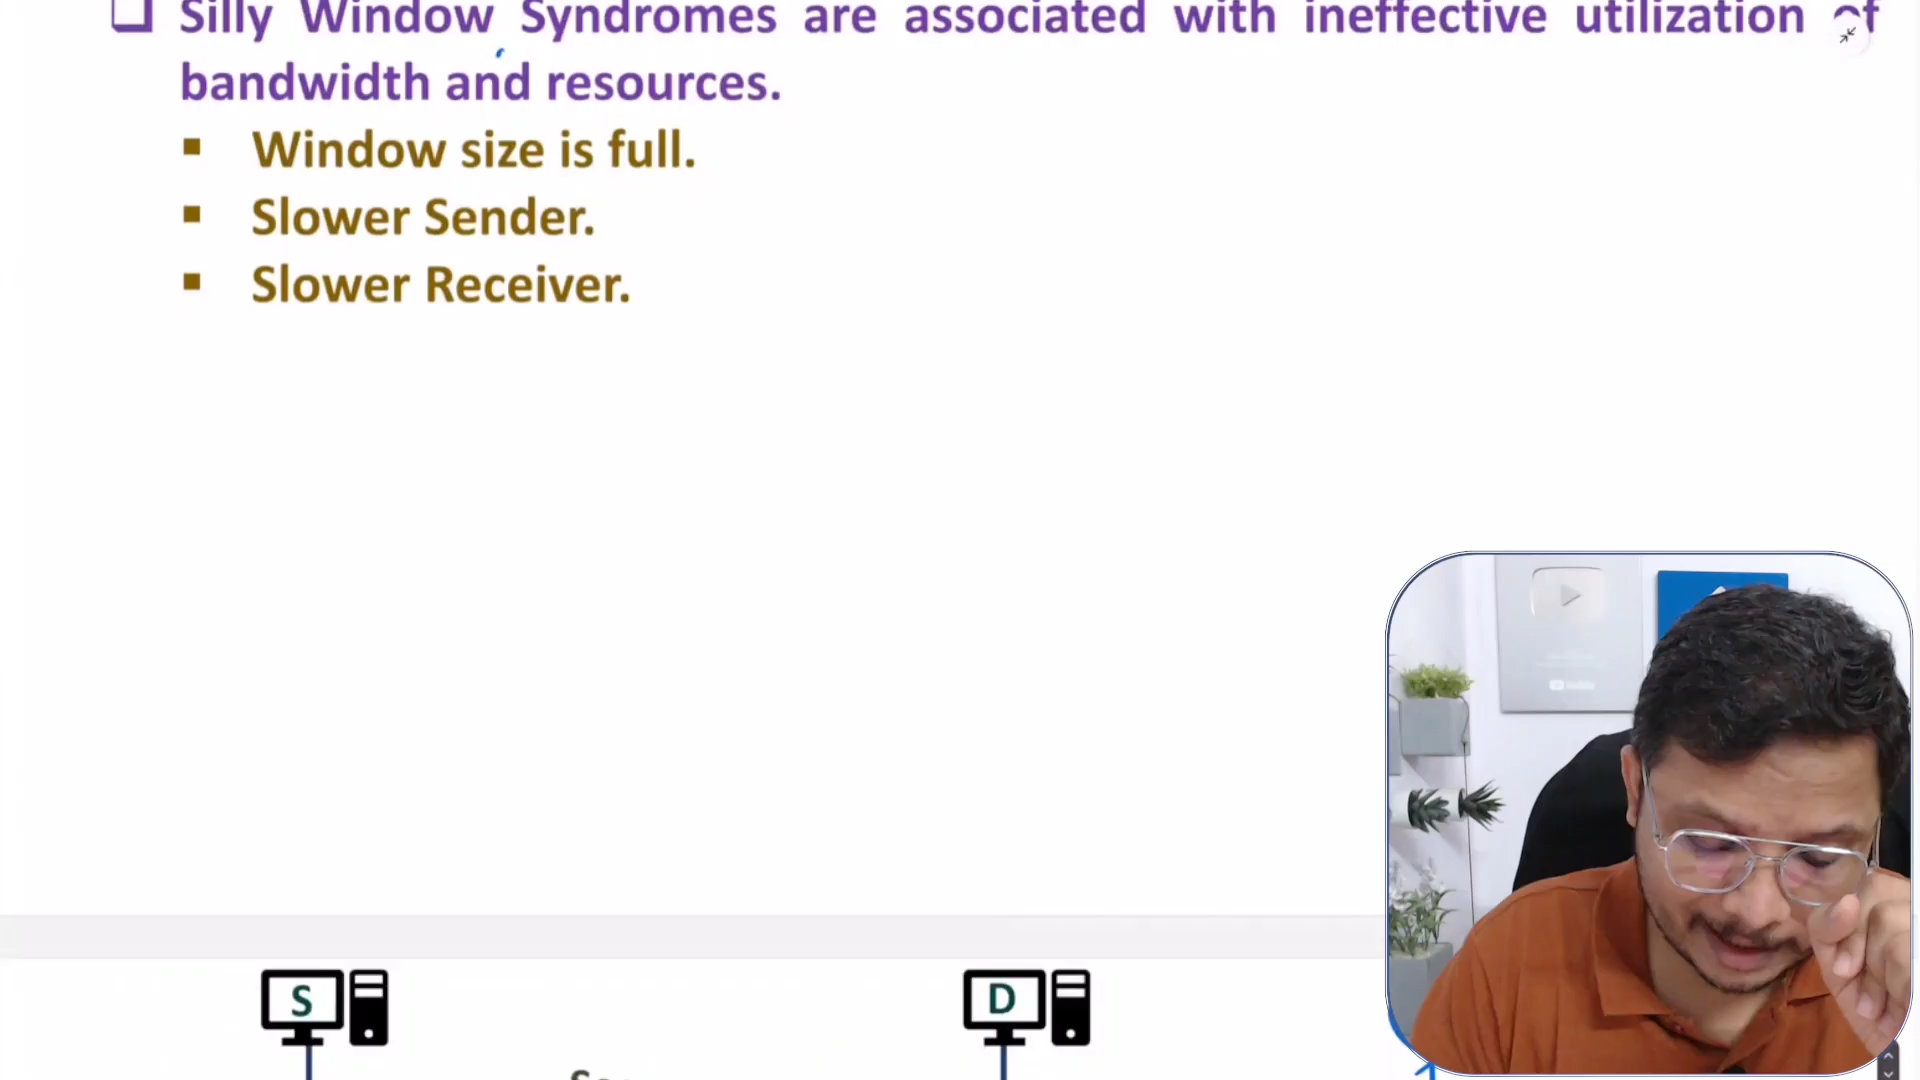 Silly Window Syndromes are associated with ineffective utilization of
bandwidth and resources.
Window size is full.
Slower Sender.
Slower Receiver.
S
D